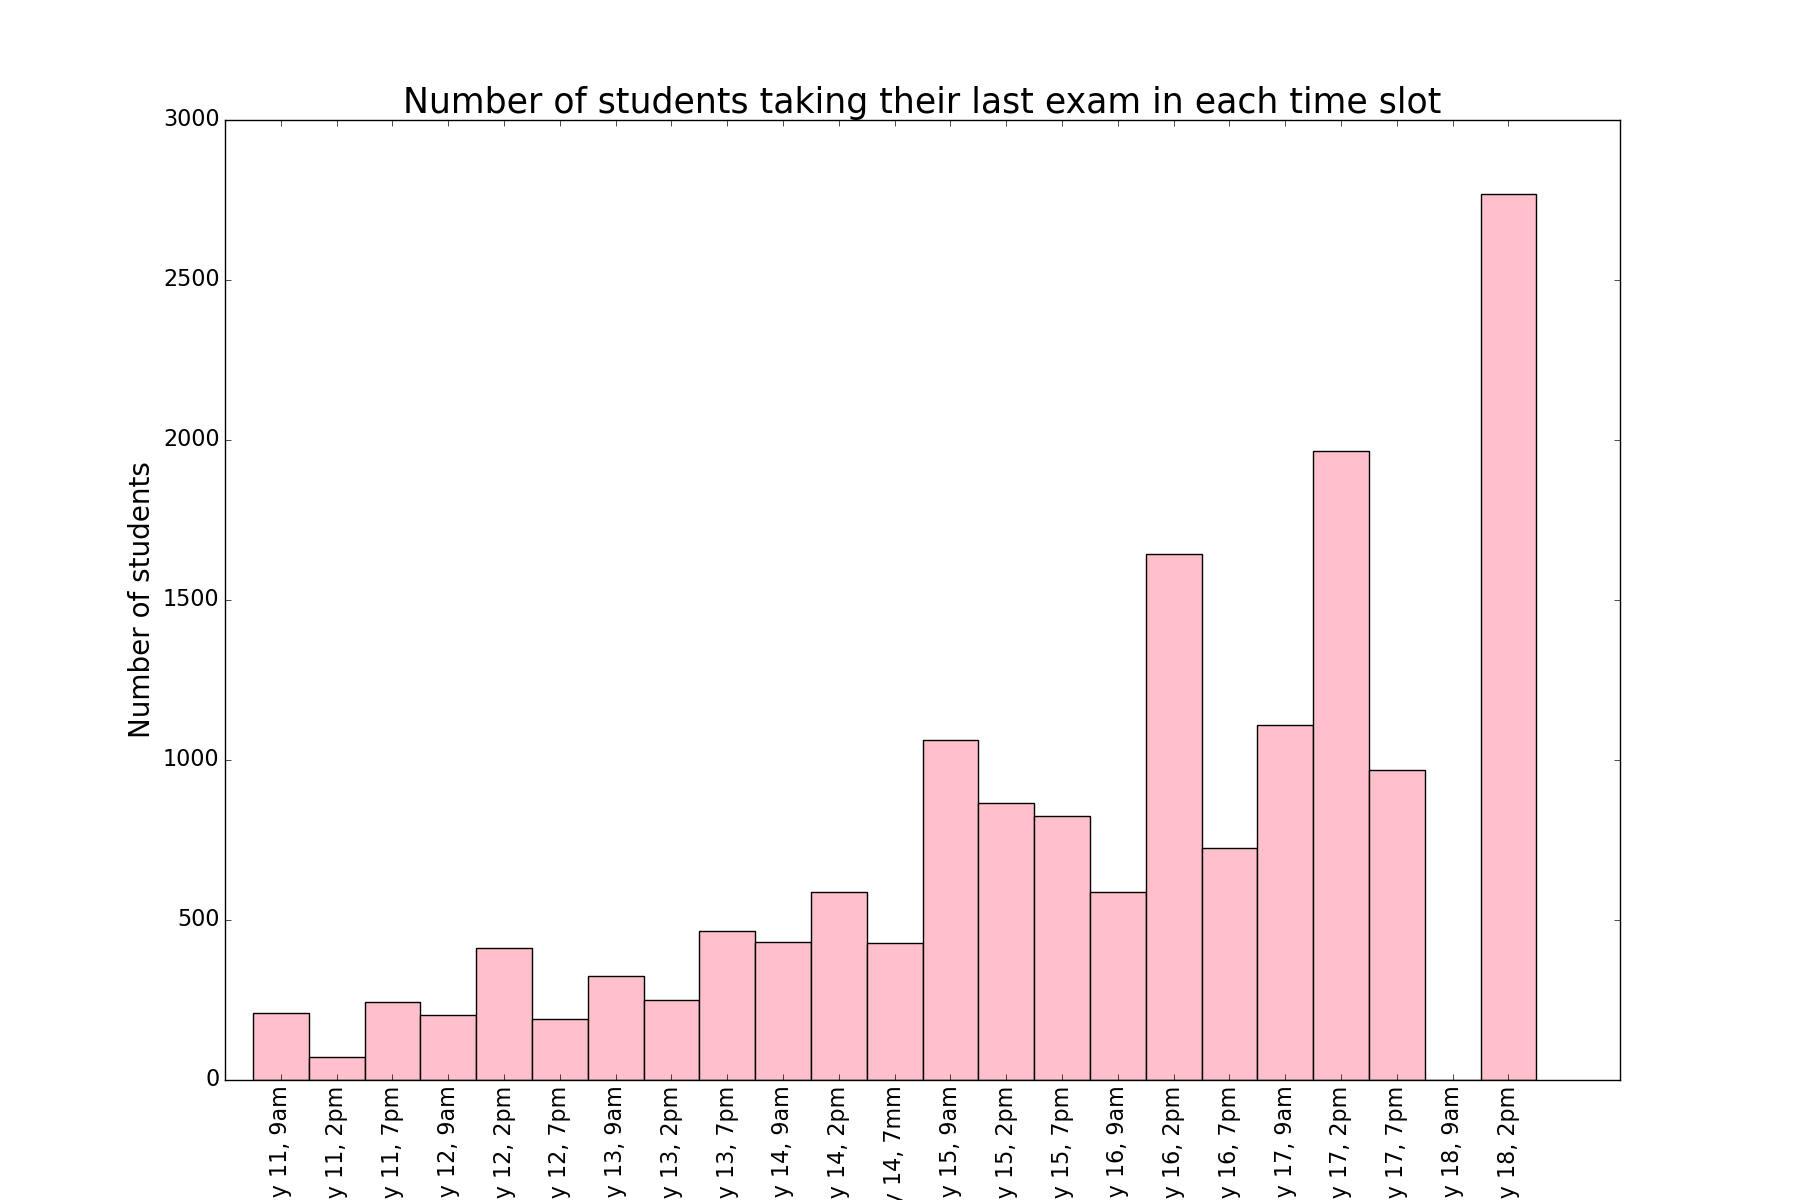 Number of students taking their last exam in each time slot
Number of students
3000
2500
2000
1500
1000
500
0
y 11, 9am
y 11, 2pm
y 11, 7pm
y 12, 9am
y 12, 2pm
y 12, 7pm
y 13, 9am
y 13, 2pm
y 13, 7pm
y 14, 9am
y 14, 2pm
y 14, 7mm
y 15, 9am
y 15, 2pm
y 15, 7pm
y 16, 9am
y 16, 2pm
y 16, 7pm
y 17, 9am
y 17, 2pm
y 17, 7pm
y 18, 9am
y 18, 2pm